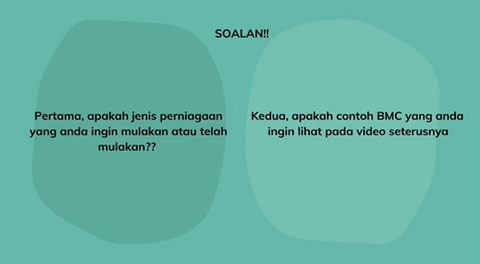 SOALAN!!
Pertama, apakah jenis perniagaan
yang anda ingin mulakan atau telah
mulakan??
Kedua, apakah contoh BMC yang anda
ingin lihat pada video seterusnya